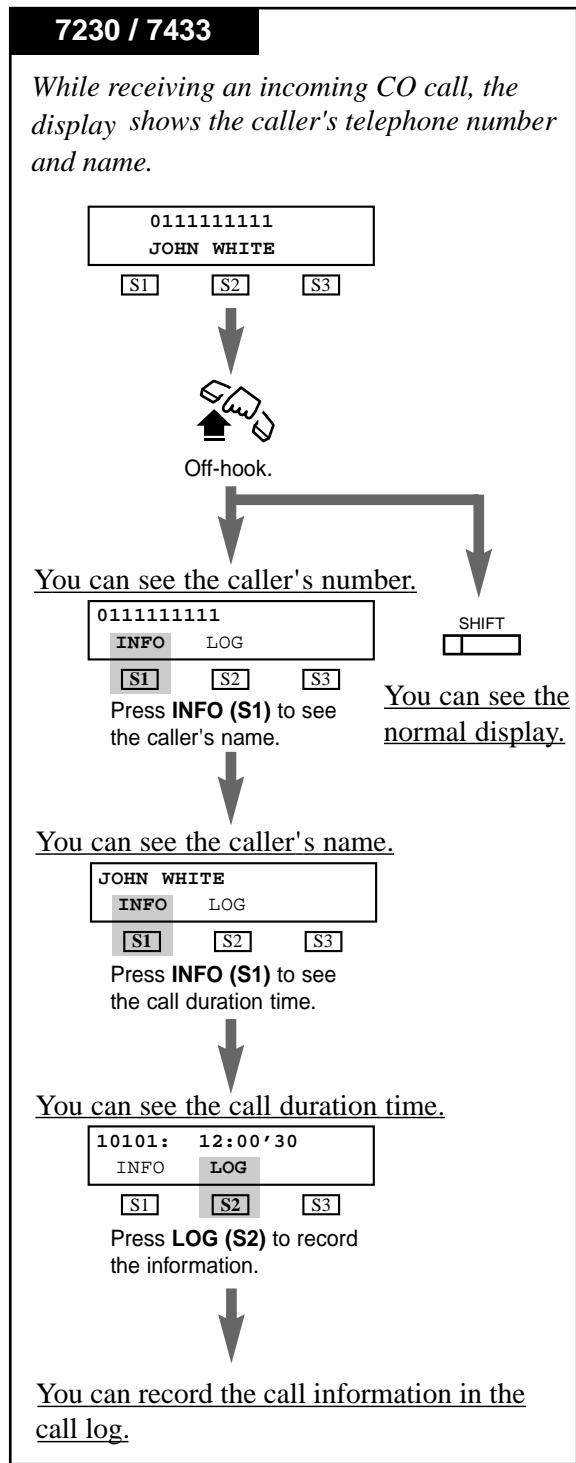 7230 / 7433
While receiving an incoming CO call, the
display shows the caller's telephone number
and name.
0111111111
JOHN WHITE
S1 S2 S3
Off-hook.
You can see the caller's number.
0111111111
INFO LOG
S1 S2 S3
Press INFO (S1) to see
the caller's name.
SHIFT
You can see the
normal display.
You can see the caller's name.
JOHN WHITE
INFO LOG
S1 S2 S3
Press INFO (S1) to see
the call duration time.
You can see the call duration time.
10101: 12:00'30
INFO LOG
S1 S2 S3
Press LOG (S2) to record
the information.
You can record the call information in the
call log.